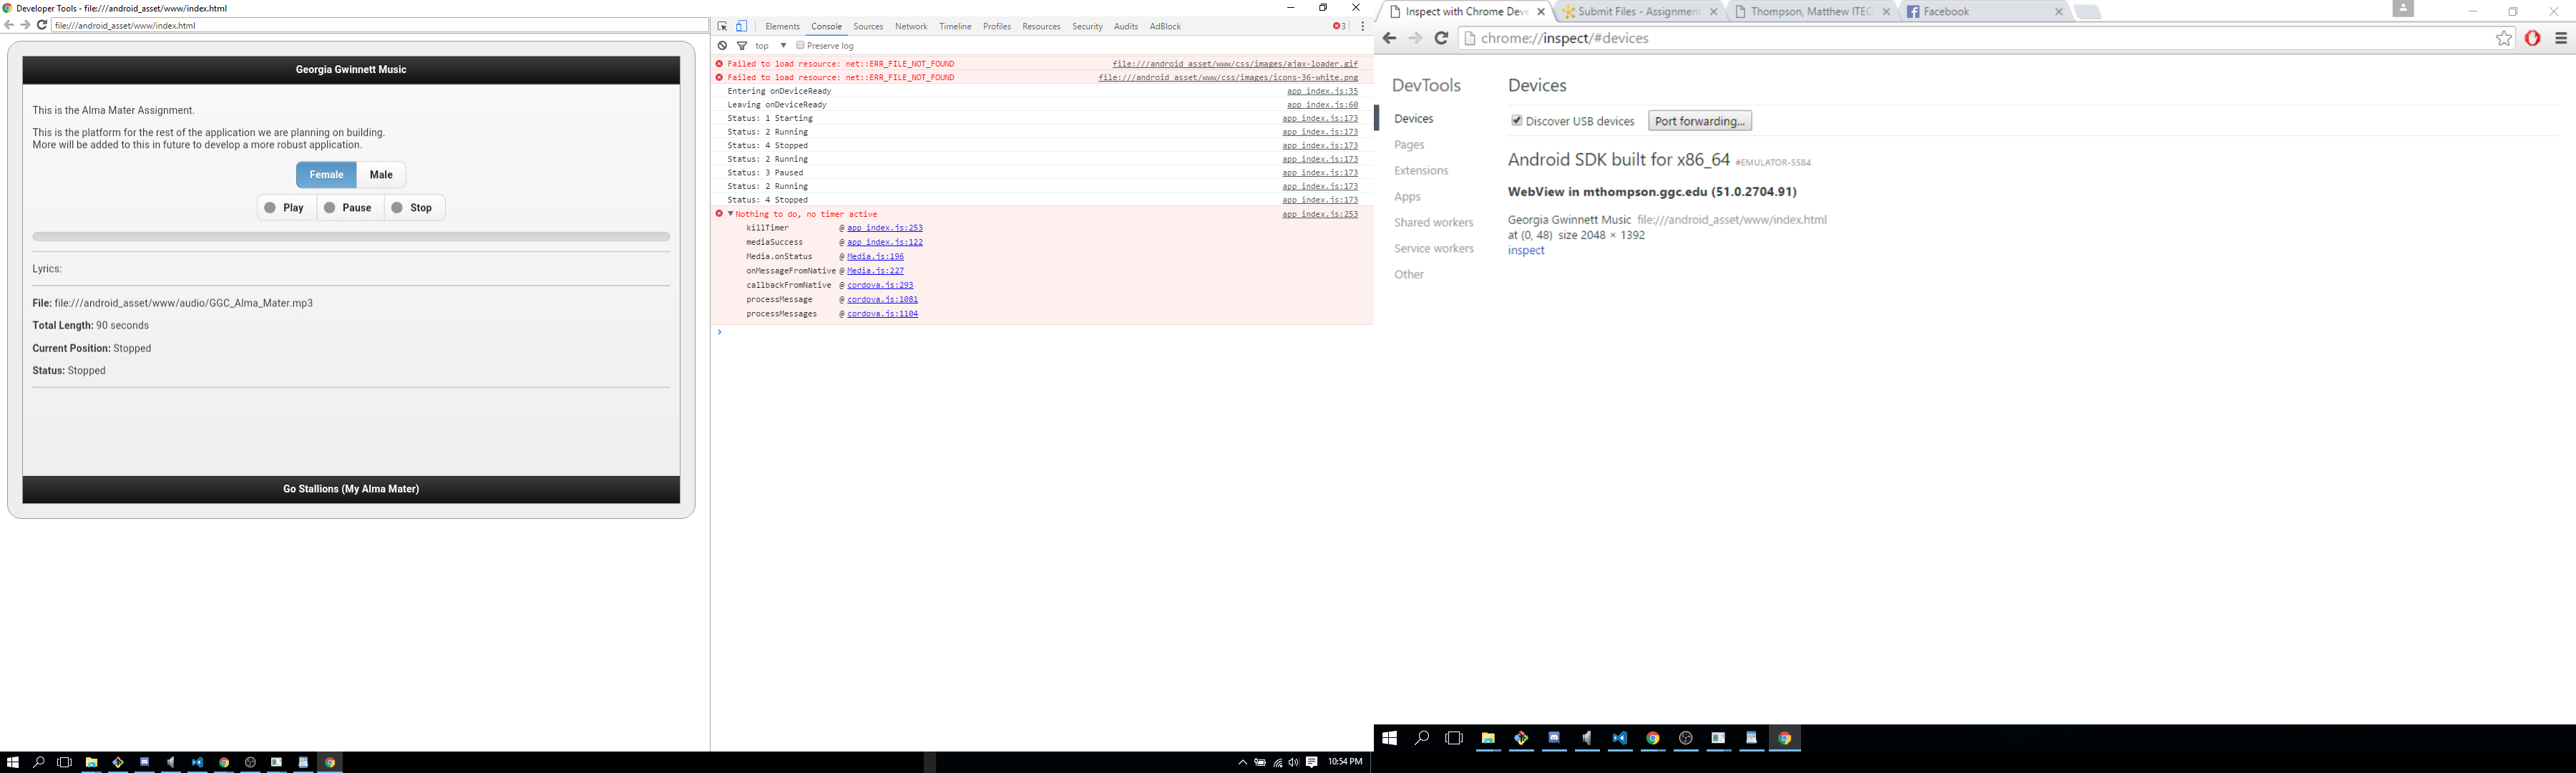 Developer Tools - file:///android_asset/www/index.html
file:///android_asset/www/index.html
Georgia Gwinnett Music
This is the Alma Mater Assignment.
This is the platform for the rest of the application we are planning on building.
More will be added to this in future to develop a more robust application.
Female Male
Play Pause Stop
Lyrics:
File: file:///android_asset/www/audio/GGC_Alma_Mater.mp3
Total Length: 90 seconds
Current Position: Stopped
Status: Stopped
Go Stallions (My Alma Mater)
Elements Console Sources Network Timeline Profiles Resources Security Audits AdBlock 3
top Preserve log
Failed to load resource: net::ERR_FILE_NOT_FOUND file:///android_asset/www/css/images/ajax-loader.gif
Failed to load resource: net::ERR_FILE_NOT_FOUND file:///android_asset/www/css/images/icons-36-white.png
Entering onDeviceReady app_index.js:35
Leaving onDeviceReady app_index.js:60
Status: 1 Starting app_index.js:173
Status: 2 Running app_index.js:173
Status: 4 Stopped app_index.js:173
Status: 2 Running app_index.js:173
Status: 3 Paused app_index.js:173
Status: 2 Running app_index.js:173
Status: 4 Stopped app_index.js:173
Nothing to do, no timer active app_index.js:253
killTimer @ app_index.js:253
mediaSuccess @ app_index.js:122
Media.onStatus @ Media.js:196
onMessageFromNative @ Media.js:227
callbackFromNative @ cordova.js:293
processMessage @ cordova.js:1081
processMessages @ cordova.js:1104
10:54 PM
Inspect with Chrome Deve Submit Files - Assignment Thompson, Matthew ITEC Facebook
chrome://inspect/#devices
DevTools
Devices
Pages
Extensions
Apps
Shared workers
Service workers
Other
Devices
Discover USB devices Port forwarding...
Android SDK built for x86_64 #EMULATOR-5584
WebView in mthompson.ggc.edu (51.0.2704.91)
Georgia Gwinnett Music file:///android_asset/www/index.html
at (0, 48) size 2048 × 1392
inspect